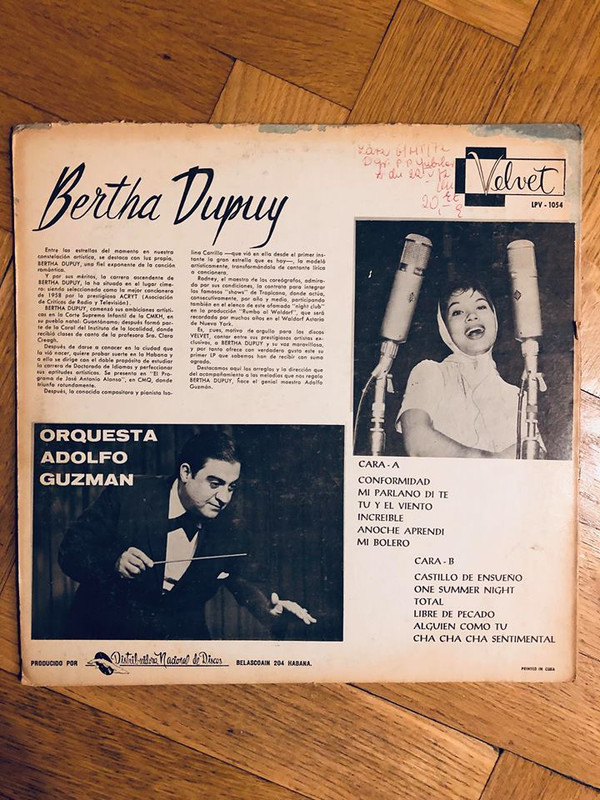 Velvet
LPV - 1054
Bertha Dupuy
Entre las estrellas del momento en nuestra
constelación artística, se destaca con luz propia,
BERTHA DUPUY, una fiel exponente de la canción
romántica.
Y por sus méritos, la carrera ascendente de
BERTHA DUPUY, la ha situado en el lugar cime-
no: siendo seleccionada como la mejor cancionera
de 1958 por la prestigiosa ACRYT (Asociación
de Críticos de Radio y Televisión).
BERTHA DUPUY, comenzó sus ambiciones artísti-
cas en la Corte Suprema Infantil de la CMKH, en
su pueblo natal: Guantánamo; después formó par-
te de la Coral del Instituto de la localidad, donde
recibió clases de canto de la profesora Sra. Clara
Creagh.
Después de darse a conocer en la ciudad que
la vió nacer, quiere probar suerte en la Habana y
a ella se dirige con el doble propósito de estudiar
la carrera de Doctorado de Idiomas y perfeccionar
sus aptitudes artísticas. Se presenta en "El Pro-
grama de José Antonio Alonso", en CMQ, donde
triunfa rotundamente.
Después, la conocida compositora y pianista Iso-
lina Carrillo —que vió en ella desde el primer ins-
tante la gran estrella que es hoy—, la modeló
artísticamente, transformándola de cantante lírica
a cancionera.
Rodney, el maestro de los coreógrafos, admira-
do por sus condiciones, la contrata para integrar
los famosos "shows" de Tropicana, donde actúa,
consecutivamente, por año y medio, participando
también en el elenco de este afamado "night club"
en la producción "Rumbo al Waldorf", que será
recordada por muchos años en el Waldorf Astoria
de Nueva York.
Es, pues, motivo de orgullo para los discos
VELVET, contar entre sus prestigiosos artistas ex-
clusivos, a BERTHA DUPUY y su voz maravillosa,
y por tanto ofrece con verdadero gusto este su
primer LP que sabemos han de recibir con sumo
agrado.
Destacamos aquí los arreglos y la dirección que
del acompañamiento a las melodías que nos regala
BERTHA DUPUY, hace el genial maestro Adolfo
Guzmán.
ORQUESTA
ADOLFO
GUZMAN
CARA - A
CONFORMIDAD
MI PARLANO DI TE
TU Y EL VIENTO
INCREIBLE
ANOCHE APRENDI
MI BOLERO
CARA - B
CASTILLO DE ENSUEÑO
ONE SUMMER NIGHT
TOTAL
LIBRE DE PECADO
ALGUIEN COMO TU
CHA CHA CHA SENTIMENTAL
PRODUCIDO POR Distribuidora Nacional de Discos BELASCOAIN 204 HABANA.
PRINTED IN CUBA